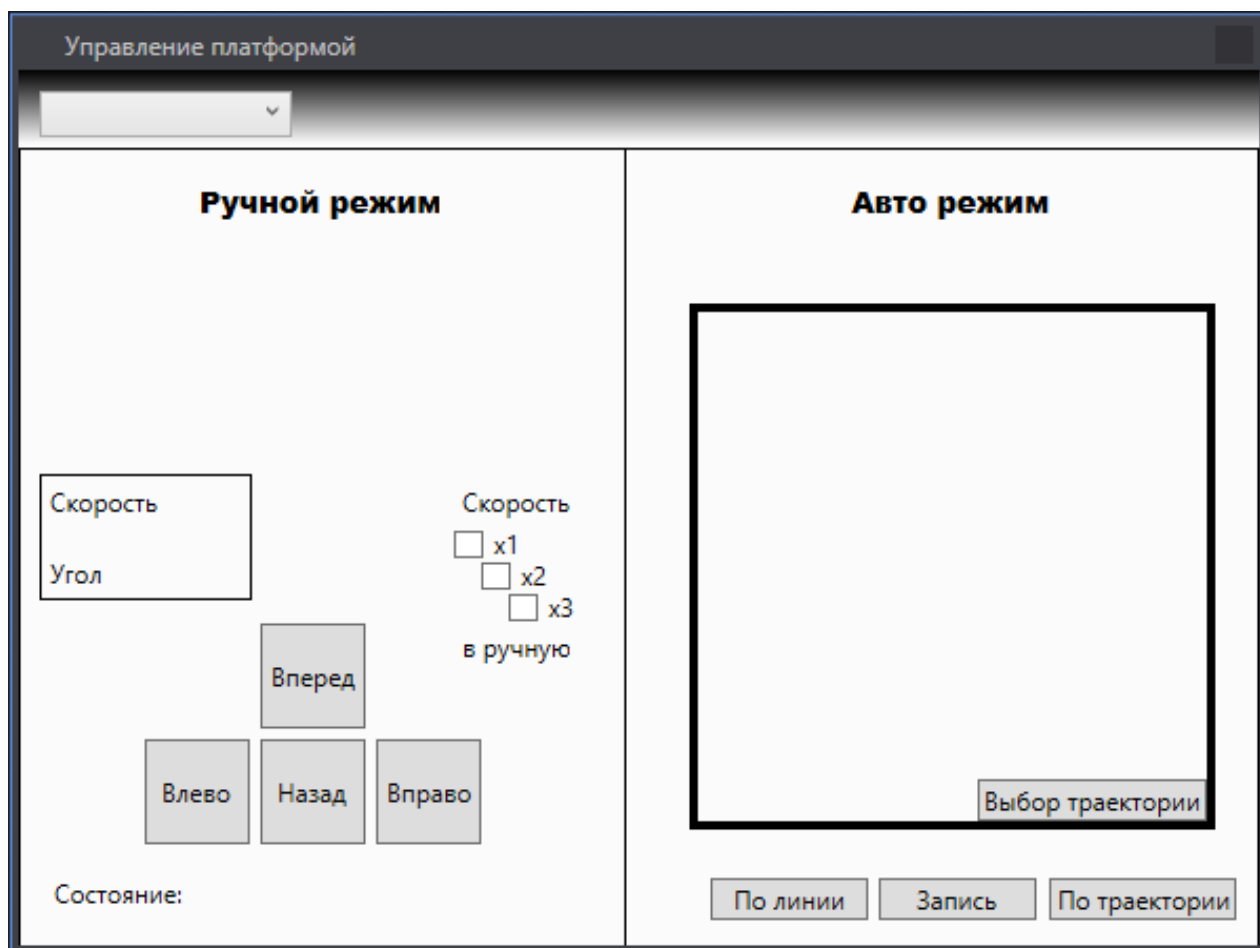 Управление платформой
Ручной режим
Скорость
Угол
Скорость
x1
x2
x3
в ручную
Вперед
Влево
Назад
Вправо
Состояние:
Авто режим
Выбор траектории
По линии
Запись
По траектории